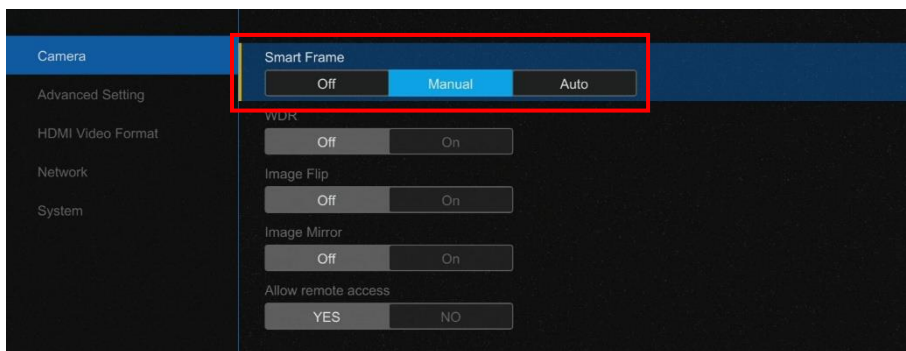 Camera
Advanced Setting
HDMI Video Format
Network
System
Smart Frame
Off Manual Auto
WDR
Off On
Image Flip
Off On
Image Mirror
Off On
Allow remote access
YES NO